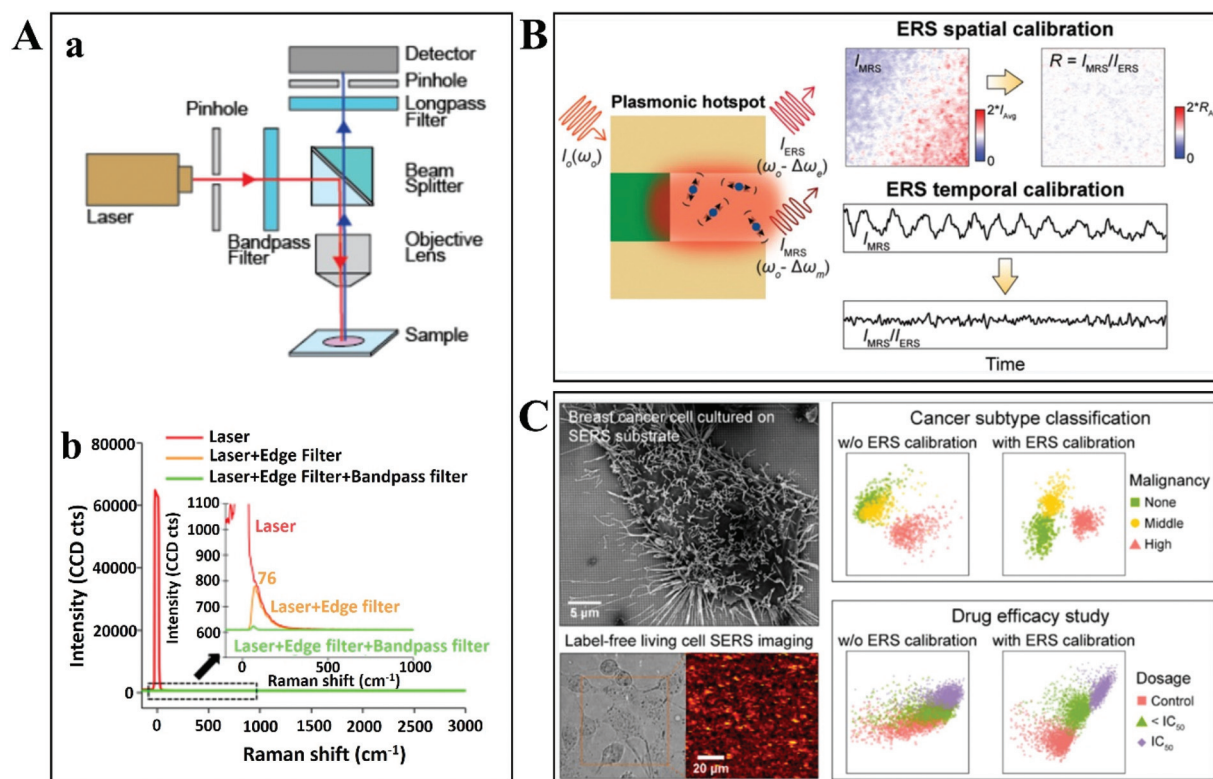 A
a
Detector
Pinhole
Longpass
Filter
Pinhole
Beam
Splitter
Laser
Bandpass
Filter
Objective
Lens
Sample
b
80000
60000
40000
20000
0
Intensity (CCD cts)
Laser
Laser+Edge Filter
Laser+Edge Filter+Bandpass filter
1100
1000
900
800
700
600
Intensity (CCD cts)
Laser
76
Laser+Edge filter
Laser+Edge filter+Bandpass filter
0 500 1000
Raman shift (cm⁻¹)
0 500 1000 1500 2000 2500 3000
Raman shift (cm⁻¹)
B
Plasmonic hotspot
I₀(ω₀)
I_ERS
(ω₀- Δωₑ)
I_MRS
(ω₀- Δωₘ)
ERS spatial calibration
I_MRS
2*I_Avg
0
R = I_MRS/I_ERS
0
ERS temporal calibration
I_MRS
I_MRS/I_ERS
Time
C
Breast cancer cell cultured on
SERS substrate
5 μm
Label-free living cell SERS imaging
20 μm
Cancer subtype classification
w/o ERS calibration
with ERS calibration
Malignancy
None
Middle
High
Drug efficacy study
w/o ERS calibration
with ERS calibration
Dosage
Control
< IC₅₀
IC₅₀